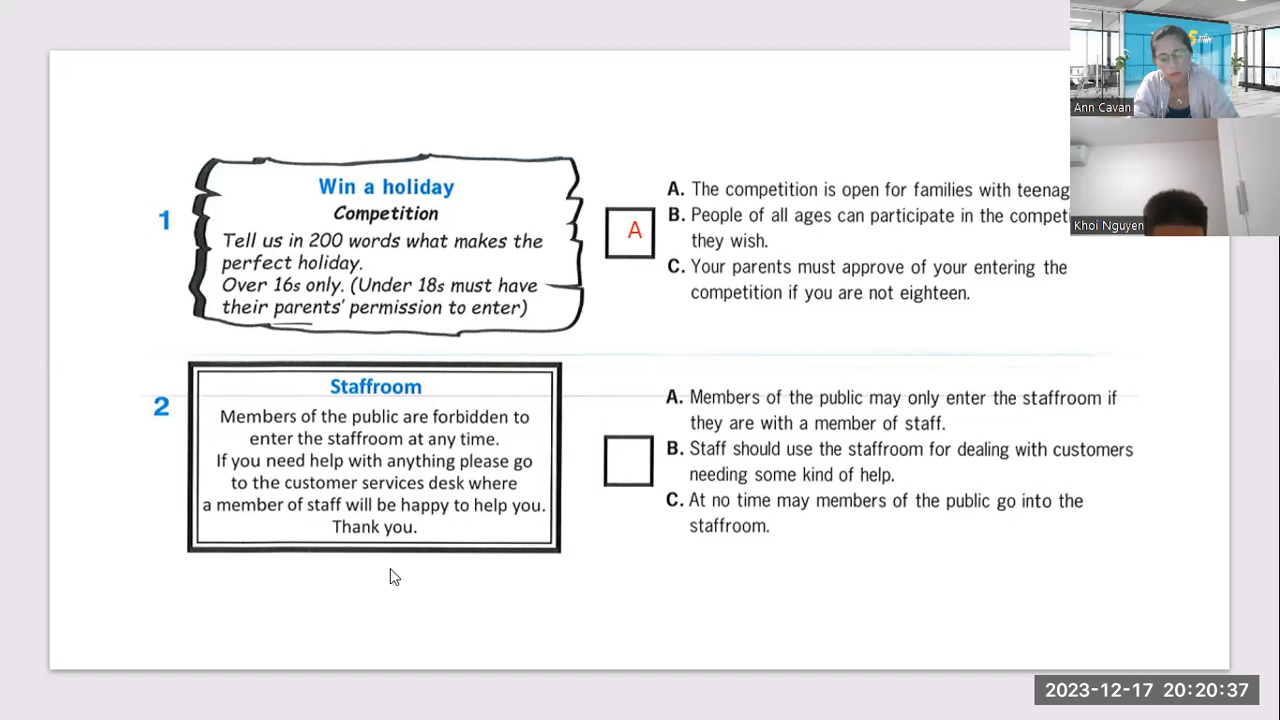 5 min
Ann Cavan
Khoi Nguyen
1
Win a holiday
Competition
Tell us in 200 words what makes the
perfect holiday.
Over 16s only. (Under 18s must have
their parents' permission to enter)
A
A. The competition is open for families with teenag
B. People of all ages can participate in the competi
they wish.
C. Your parents must approve of your entering the
competition if you are not eighteen.
2
Staffroom
Members of the public are forbidden to
enter the staffroom at any time.
If you need help with anything please go
to the customer services desk where
a member of staff will be happy to help you.
Thank you.
A. Members of the public may only enter the staffroom if
they are with a member of staff.
B. Staff should use the staffroom for dealing with customers
needing some kind of help.
C. At no time may members of the public go into the
staffroom.
2023-12-17 20:20:37